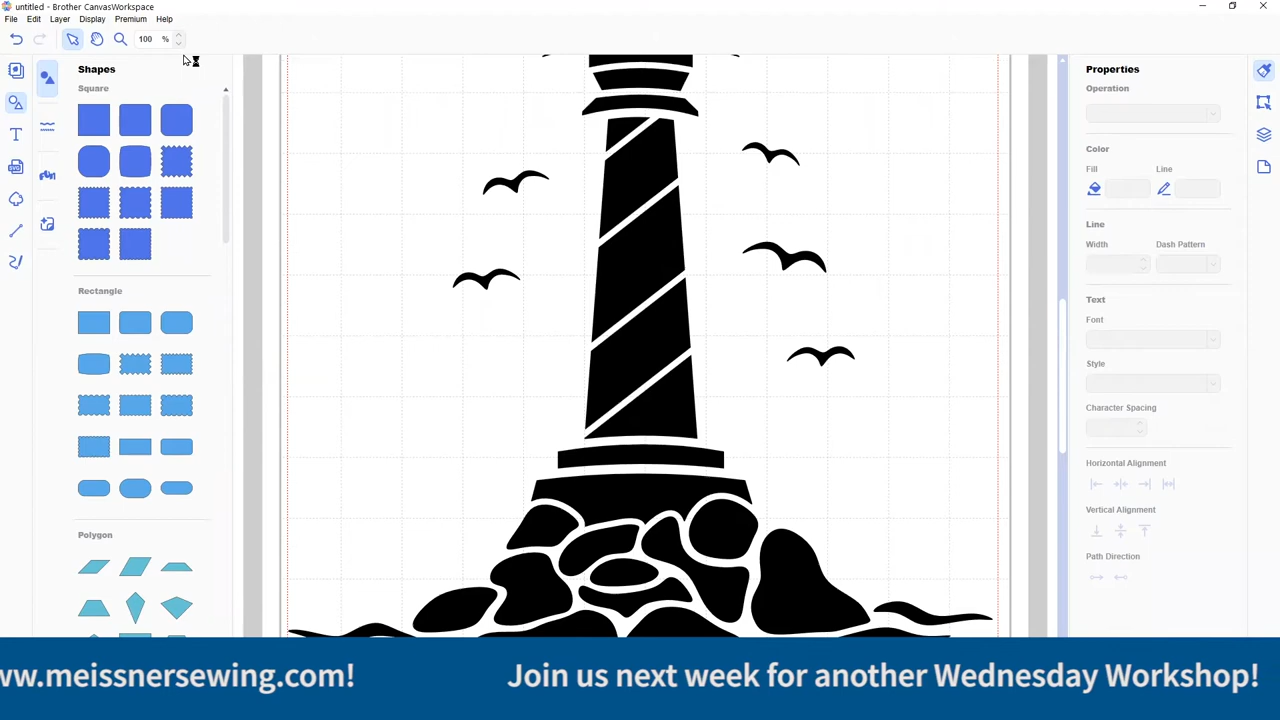 untitled - Brother CanvasWorkspace
File Edit Layer Display Premium Help
100 %
Shapes
Square
Rectangle
Polygon
Properties
Operation
Color
Fill Line
Line
Width Dash Pattern
Text
Font
Style
Character Spacing
Horizontal Alignment
Vertical Alignment
Path Direction
ww.meissnersewing.com! Join us next week for another Wednesday Workshop!